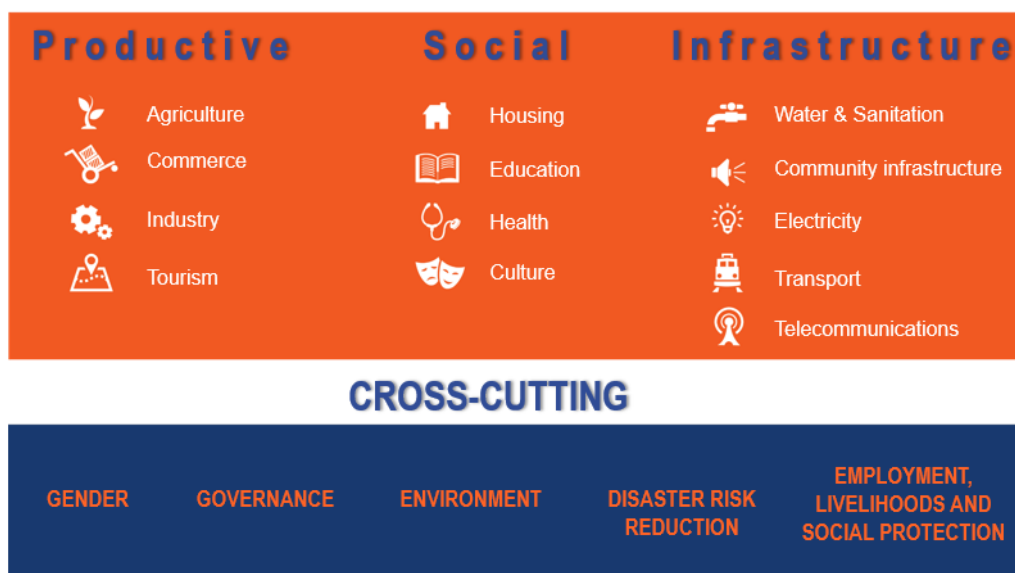 Productive
Social
Infrastructure
Agriculture
Commerce
Industry
Tourism
Housing
Education
Health
Culture
Water & Sanitation
Community infrastructure
Electricity
Transport
Telecommunications
CROSS-CUTTING
GENDER
GOVERNANCE
ENVIRONMENT
DISASTER RISK
REDUCTION
EMPLOYMENT,
LIVELIHOODS AND
SOCIAL PROTECTION